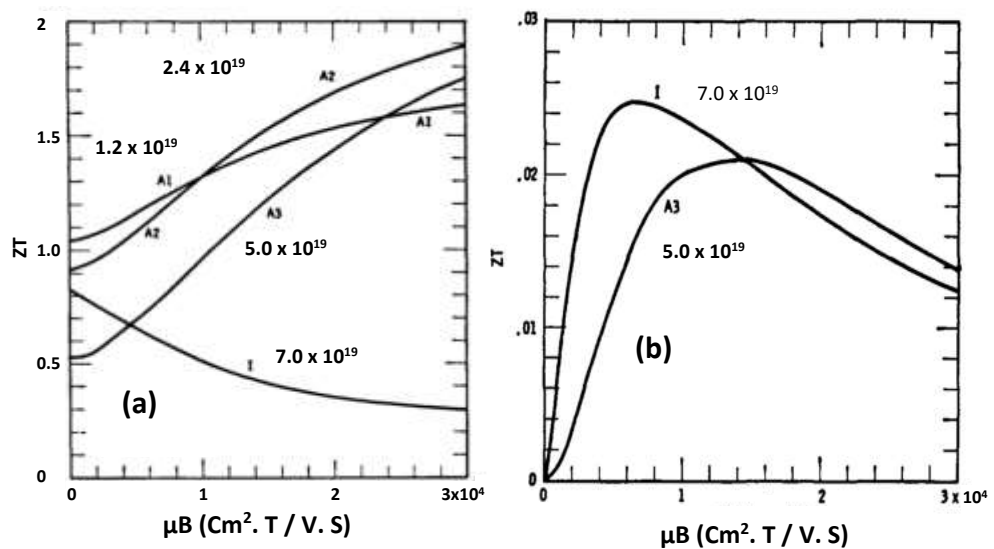 2
1.5
1.0
0.5
0
ZT
2.4 x 10¹⁹
A2
1.2 x 10¹⁹
A1
A1
A2
A3
5.0 x 10¹⁹
7.0 x 10¹⁹
I
(a)
0
1
2
3x10⁴
µB (Cm². T / V. S)
.03
.02
.01
0
ZT
I
7.0 x 10¹⁹
A3
5.0 x 10¹⁹
(b)
0
1
2
3 x 10⁴
µB (Cm². T / V. S)